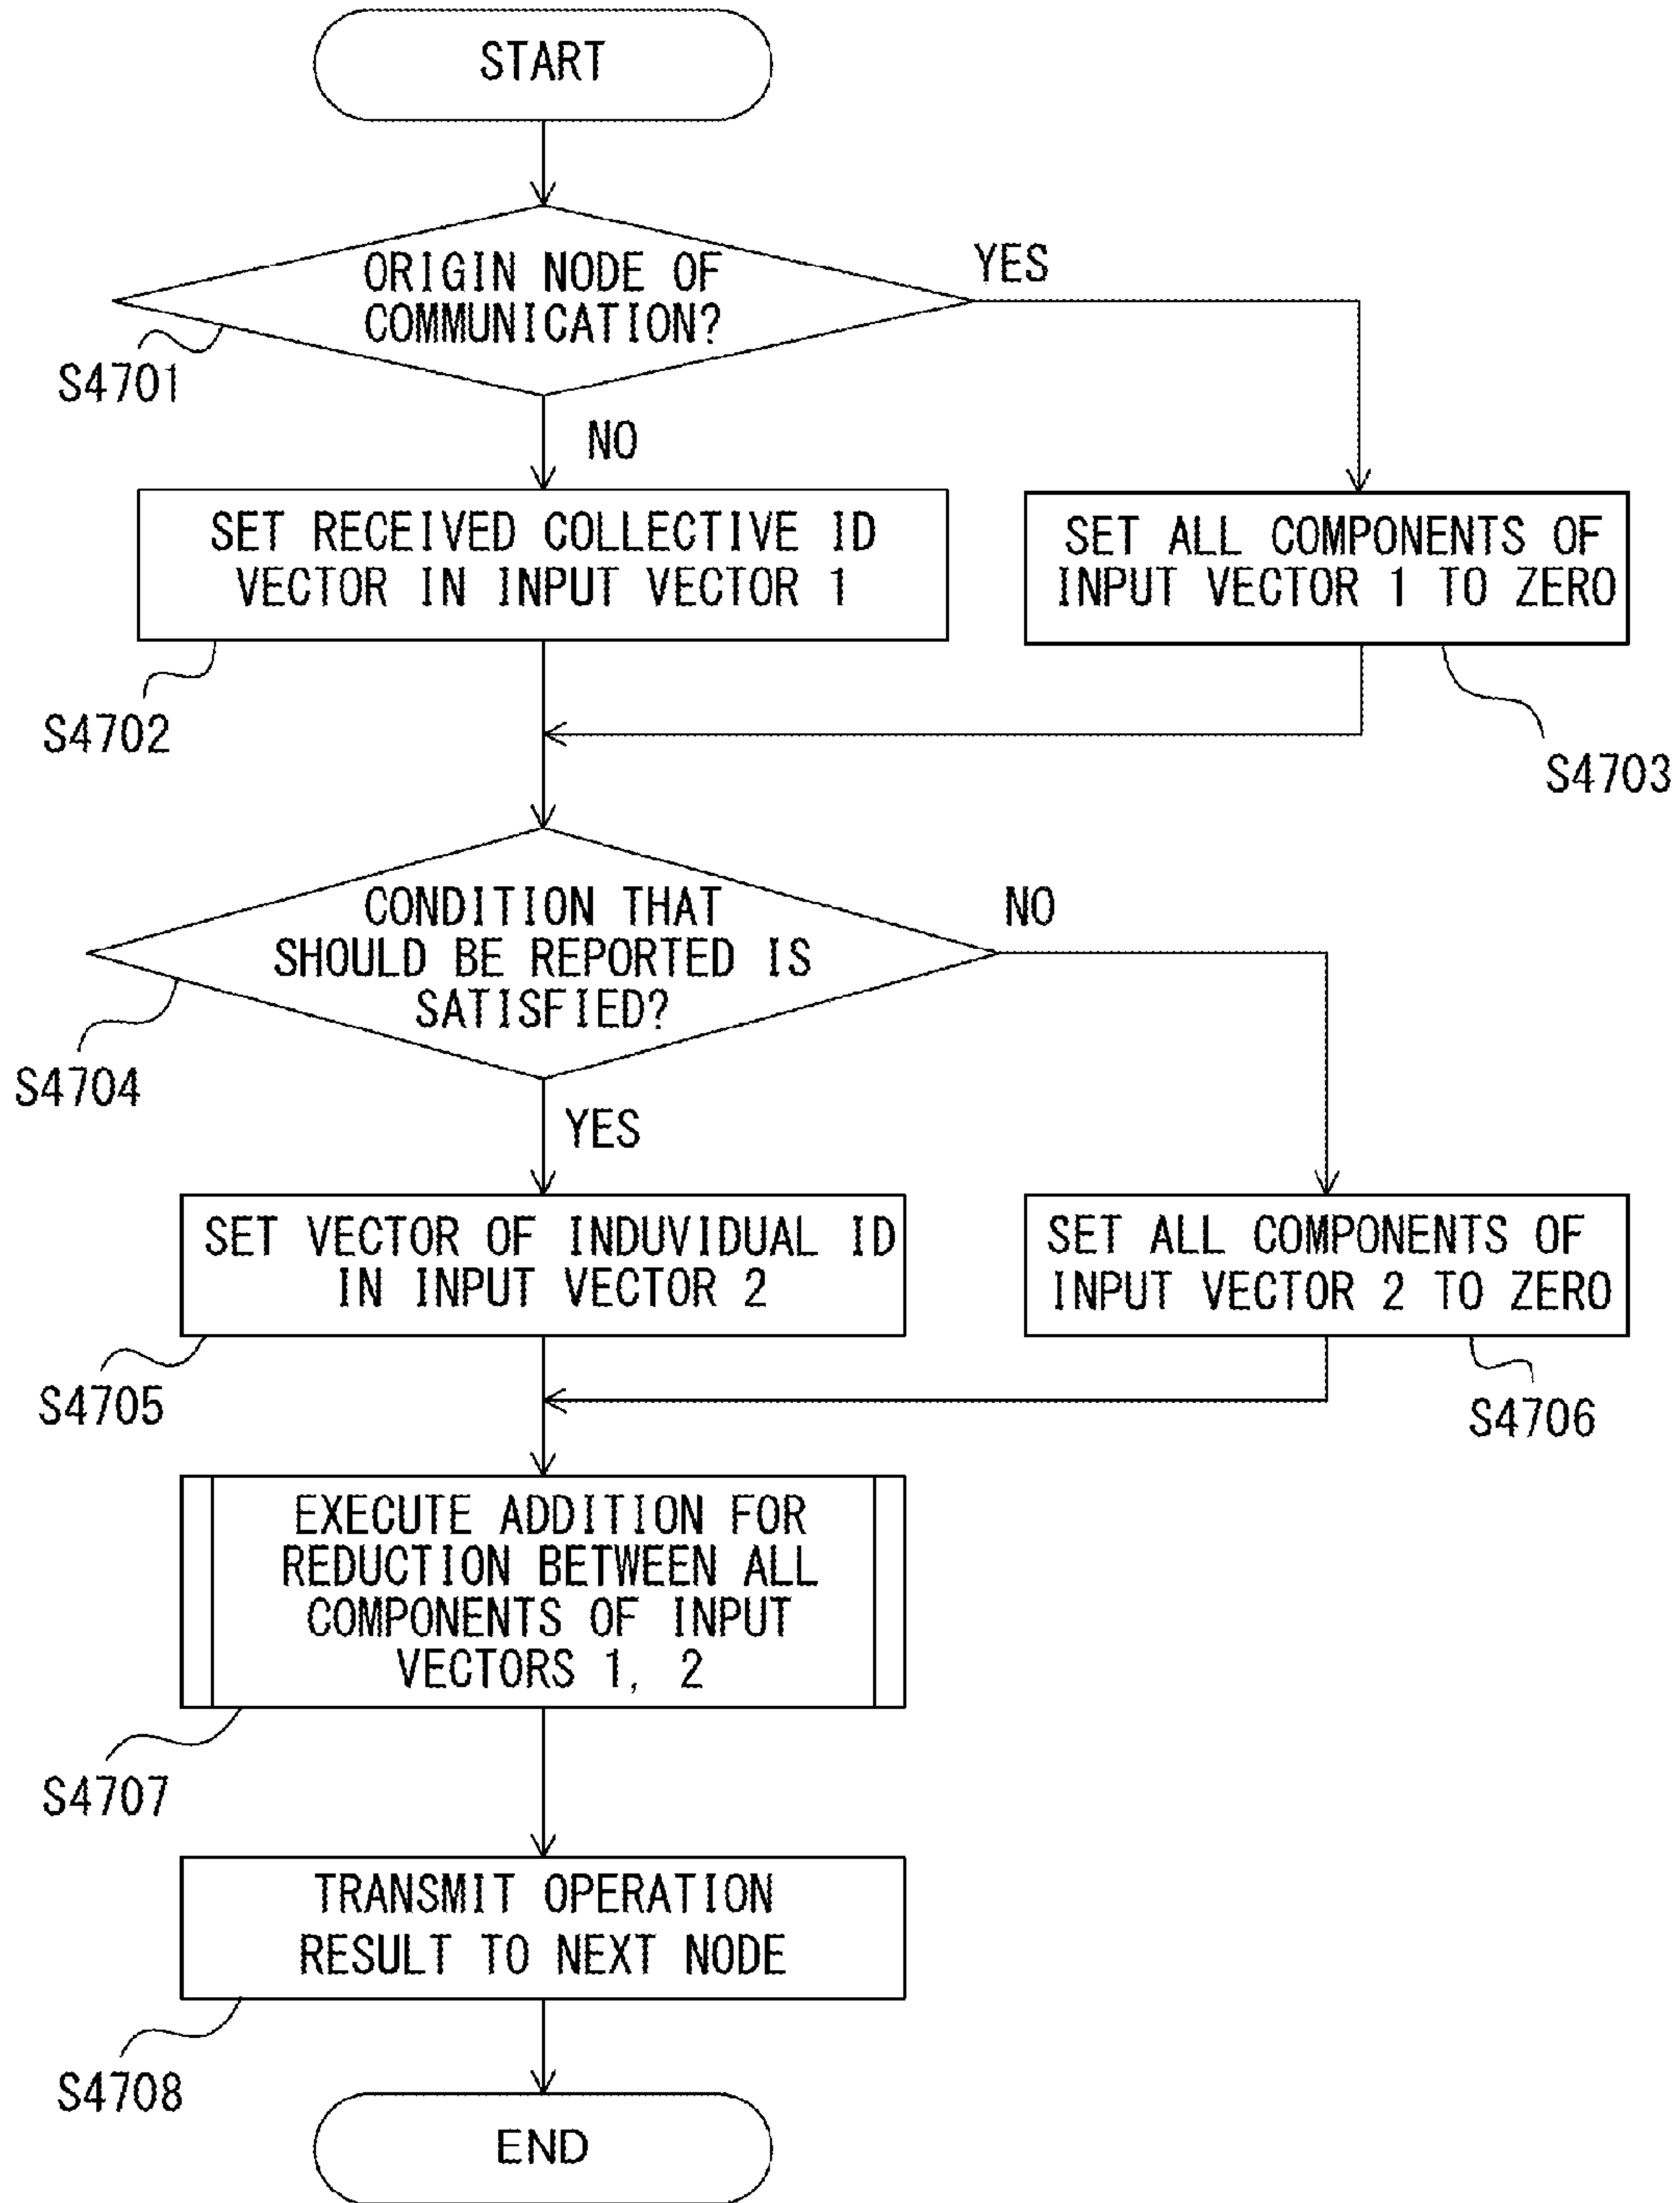 START
ORIGIN NODE OF
COMMUNICATION?
YES
S4701
NO
SET RECEIVED COLLECTIVE ID
VECTOR IN INPUT VECTOR 1
SET ALL COMPONENTS OF
INPUT VECTOR 1 TO ZERO
S4702
S4703
CONDITION THAT
SHOULD BE REPORTED IS
SATISFIED?
NO
S4704
YES
SET VECTOR OF INDUVIDUAL ID
IN INPUT VECTOR 2
SET ALL COMPONENTS OF
INPUT VECTOR 2 TO ZERO
S4705
S4706
EXECUTE ADDITION FOR
REDUCTION BETWEEN ALL
COMPONENTS OF INPUT
VECTORS 1, 2
S4707
TRANSMIT OPERATION
RESULT TO NEXT NODE
S4708
END